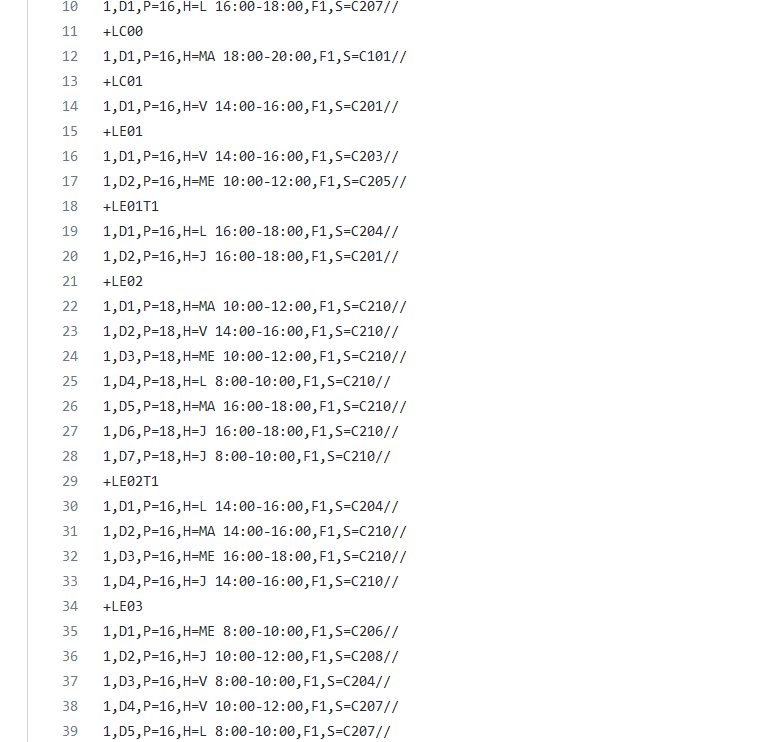 10 1,D1,P=16,H=L 16:00-18:00,F1,S=C207//
11 +LC00
12 1,D1,P=16,H=MA 18:00-20:00,F1,S=C101//
13 +LC01
14 1,D1,P=16,H=V 14:00-16:00,F1,S=C201//
15 +LE01
16 1,D1,P=16,H=V 14:00-16:00,F1,S=C203//
17 1,D2,P=16,H=ME 10:00-12:00,F1,S=C205//
18 +LE01T1
19 1,D1,P=16,H=L 16:00-18:00,F1,S=C204//
20 1,D2,P=16,H=J 16:00-18:00,F1,S=C201//
21 +LE02
22 1,D1,P=18,H=MA 10:00-12:00,F1,S=C210//
23 1,D2,P=18,H=V 14:00-16:00,F1,S=C210//
24 1,D3,P=18,H=ME 10:00-12:00,F1,S=C210//
25 1,D4,P=18,H=L 8:00-10:00,F1,S=C210//
26 1,D5,P=18,H=MA 16:00-18:00,F1,S=C210//
27 1,D6,P=18,H=J 16:00-18:00,F1,S=C210//
28 1,D7,P=18,H=J 8:00-10:00,F1,S=C210//
29 +LE02T1
30 1,D1,P=16,H=L 14:00-16:00,F1,S=C204//
31 1,D2,P=16,H=MA 14:00-16:00,F1,S=C210//
32 1,D3,P=16,H=ME 16:00-18:00,F1,S=C210//
33 1,D4,P=16,H=J 14:00-16:00,F1,S=C210//
34 +LE03
35 1,D1,P=16,H=ME 8:00-10:00,F1,S=C206//
36 1,D2,P=16,H=J 10:00-12:00,F1,S=C208//
37 1,D3,P=16,H=V 8:00-10:00,F1,S=C204//
38 1,D4,P=16,H=V 10:00-12:00,F1,S=C207//
39 1,D5,P=16,H=L 8:00-10:00,F1,S=C207//